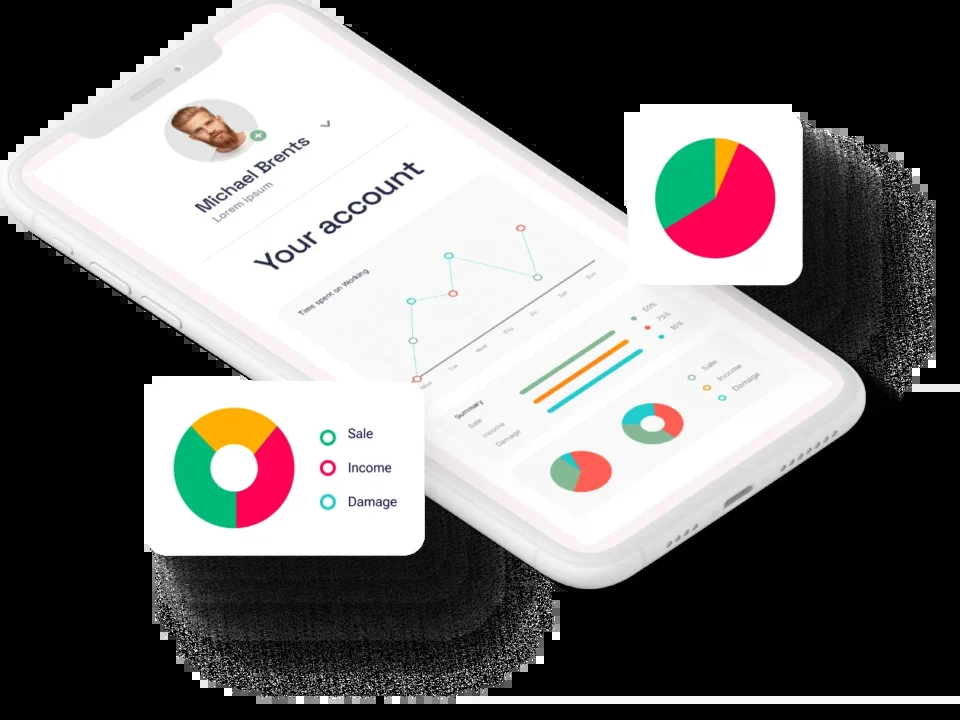 Michael Brents
Lorem ipsum
Your account
Time spent on Working
Mon
Tue
Wed
Thu
Fri
Sat
Sun
Summary
Sale
Income
Damage
50%
75%
Sale
Income
Damage
Sale
Income
Damage